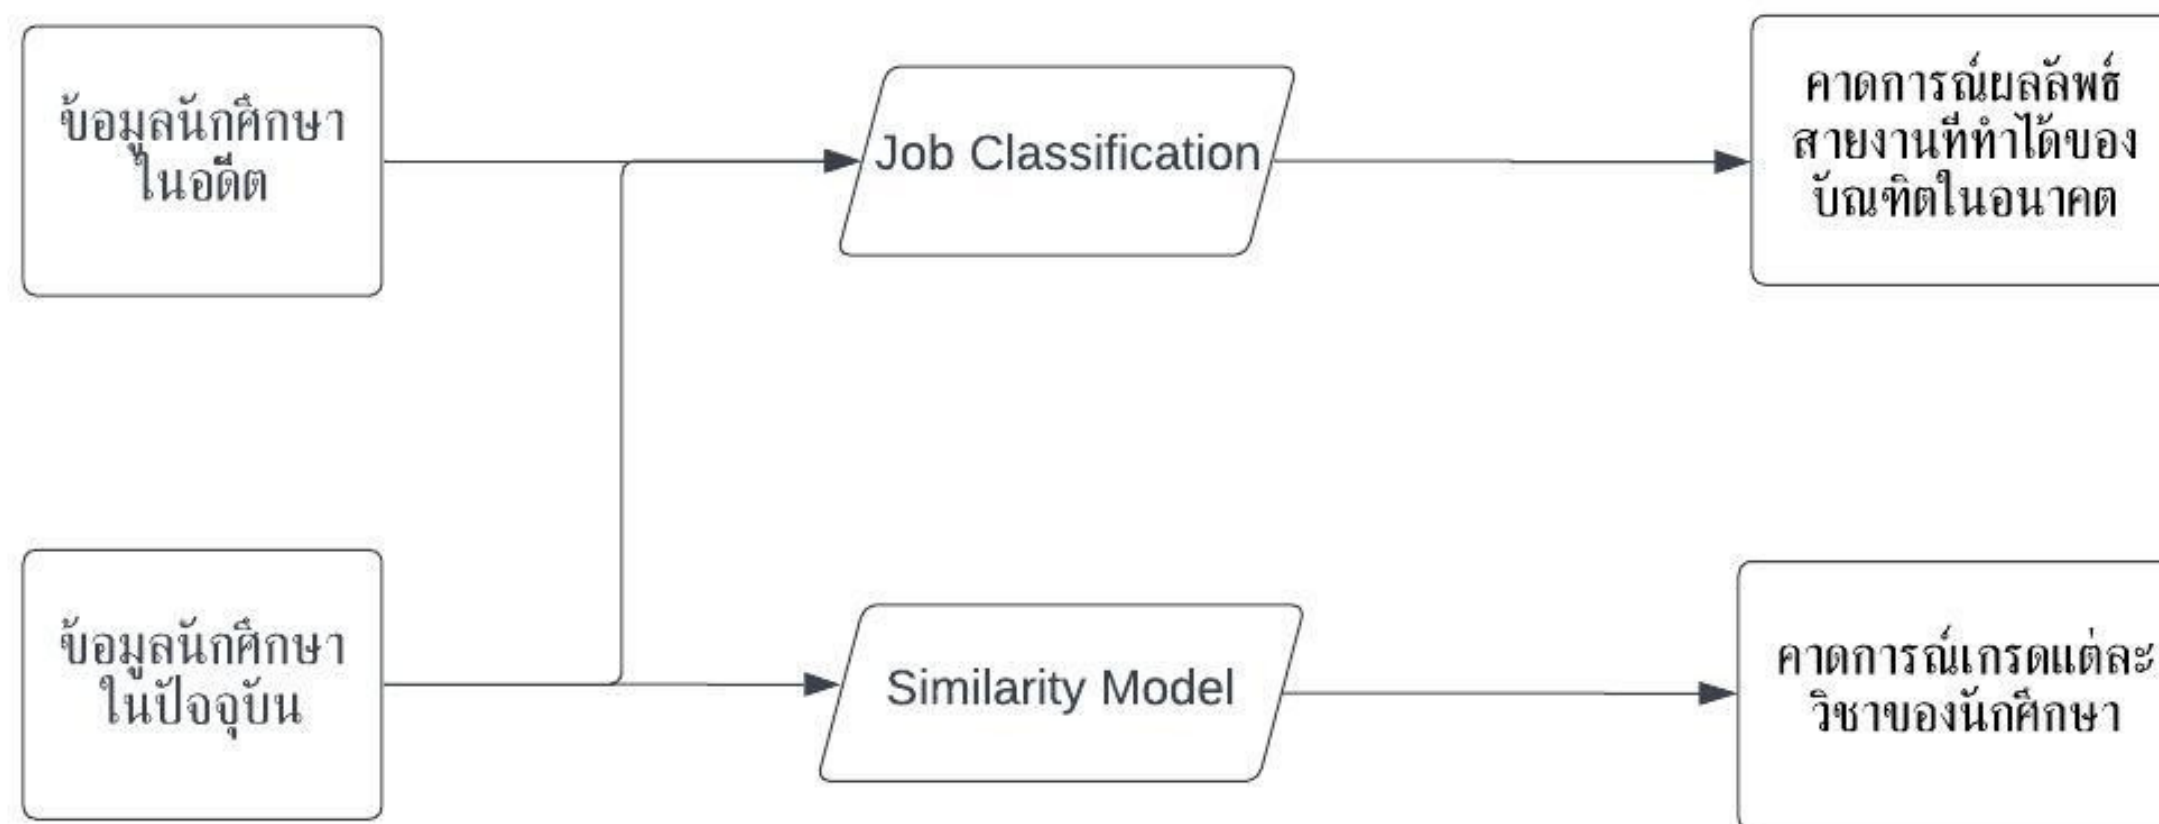 ข้อมูลนักศึกษา
ในอดีต
Job Classification
คาดการณ์ผลลัพธ์
สายงานที่ทำได้ของ
บัณฑิตในอนาคต
ข้อมูลนักศึกษา
ในปัจจุบัน
Similarity Model
คาดการณ์เกรดแต่ละ
วิชาของนักศึกษา